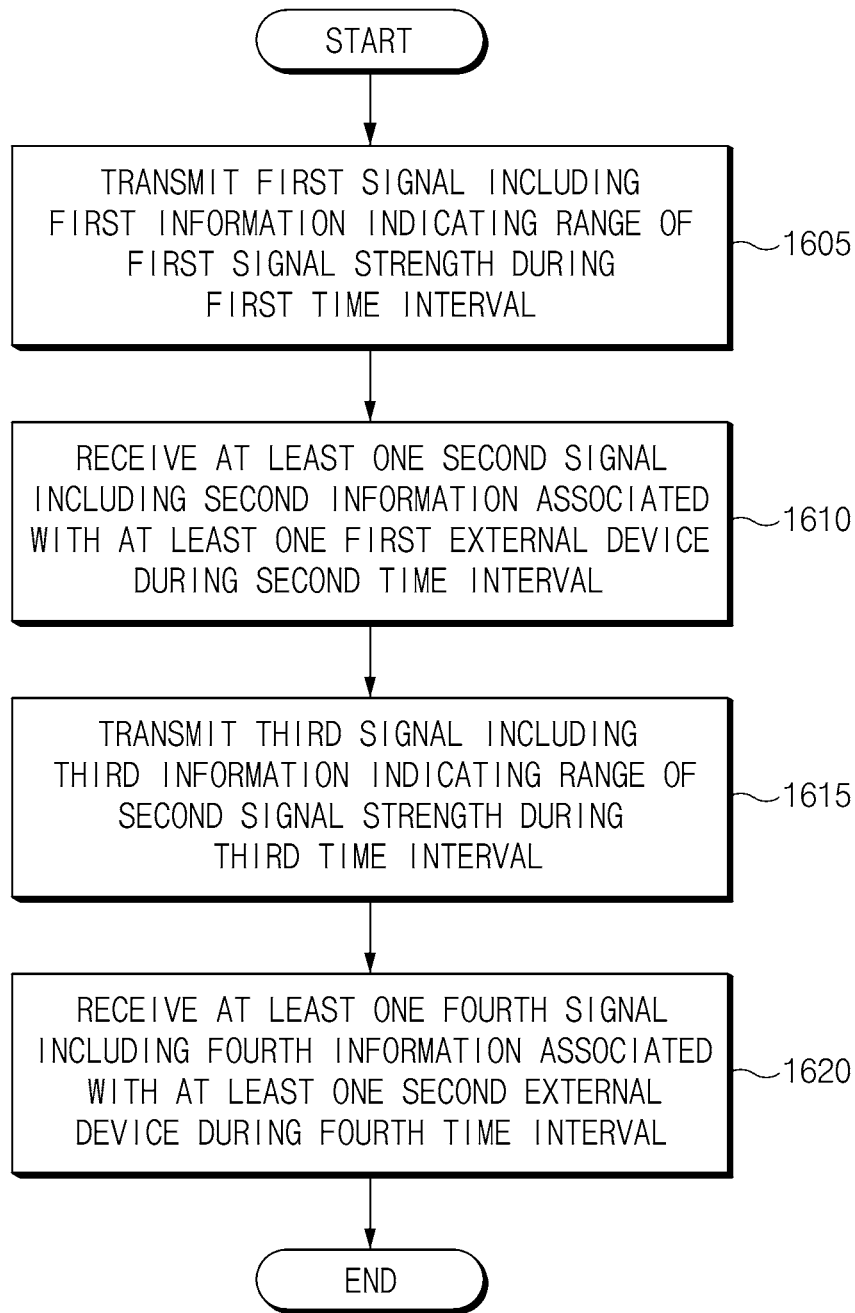 START
TRANSMIT FIRST SIGNAL INCLUDING
FIRST INFORMATION INDICATING RANGE OF
FIRST SIGNAL STRENGTH DURING
FIRST TIME INTERVAL
1605
RECEIVE AT LEAST ONE SECOND SIGNAL
INCLUDING SECOND INFORMATION ASSOCIATED
WITH AT LEAST ONE FIRST EXTERNAL DEVICE
DURING SECOND TIME INTERVAL
1610
TRANSMIT THIRD SIGNAL INCLUDING
THIRD INFORMATION INDICATING RANGE OF
SECOND SIGNAL STRENGTH DURING
THIRD TIME INTERVAL
1615
RECEIVE AT LEAST ONE FOURTH SIGNAL
INCLUDING FOURTH INFORMATION ASSOCIATED
WITH AT LEAST ONE SECOND EXTERNAL
DEVICE DURING FOURTH TIME INTERVAL
1620
END